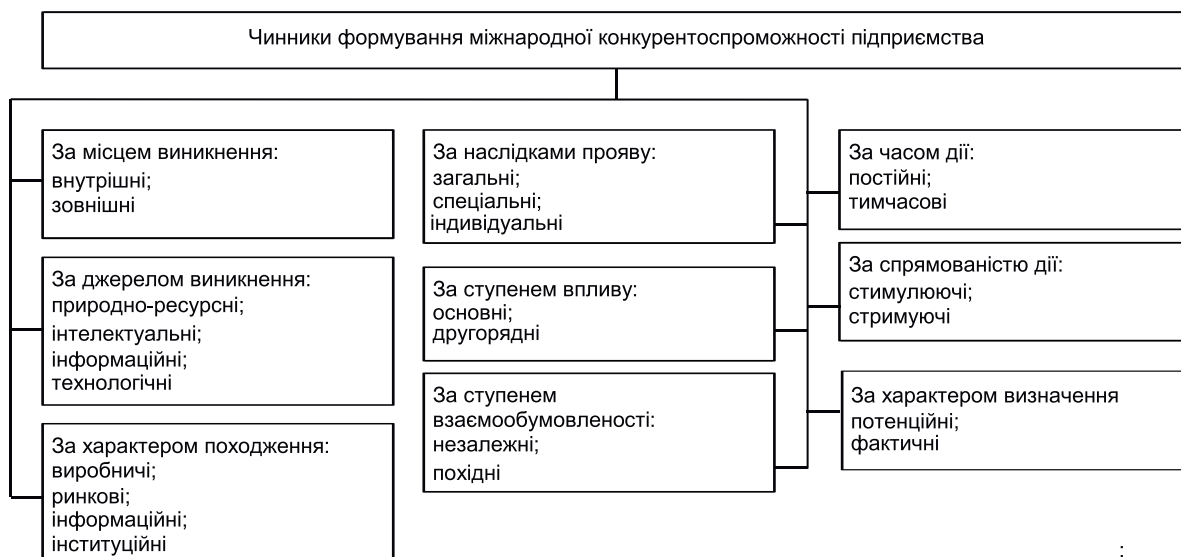 Чинники формування міжнародної конкурентоспроможності підприємства
За місцем виникнення:
внутрішні;
зовнішні
За джерелом виникнення:
природно-ресурсні;
інтелектуальні;
інформаційні;
технологічні
За характером походження:
виробничі;
ринкові;
інформаційні;
інституційні
За наслідками прояву:
загальні;
спеціальні;
індивідуальні
За ступенем впливу:
основні;
другорядні
За ступенем
взаємообумовленості:
незалежні;
похідні
За часом дії:
постійні;
тимчасові
За спрямованістю дії:
стимулюючі;
стримуючі
За характером визначення
потенційні;
фактичні